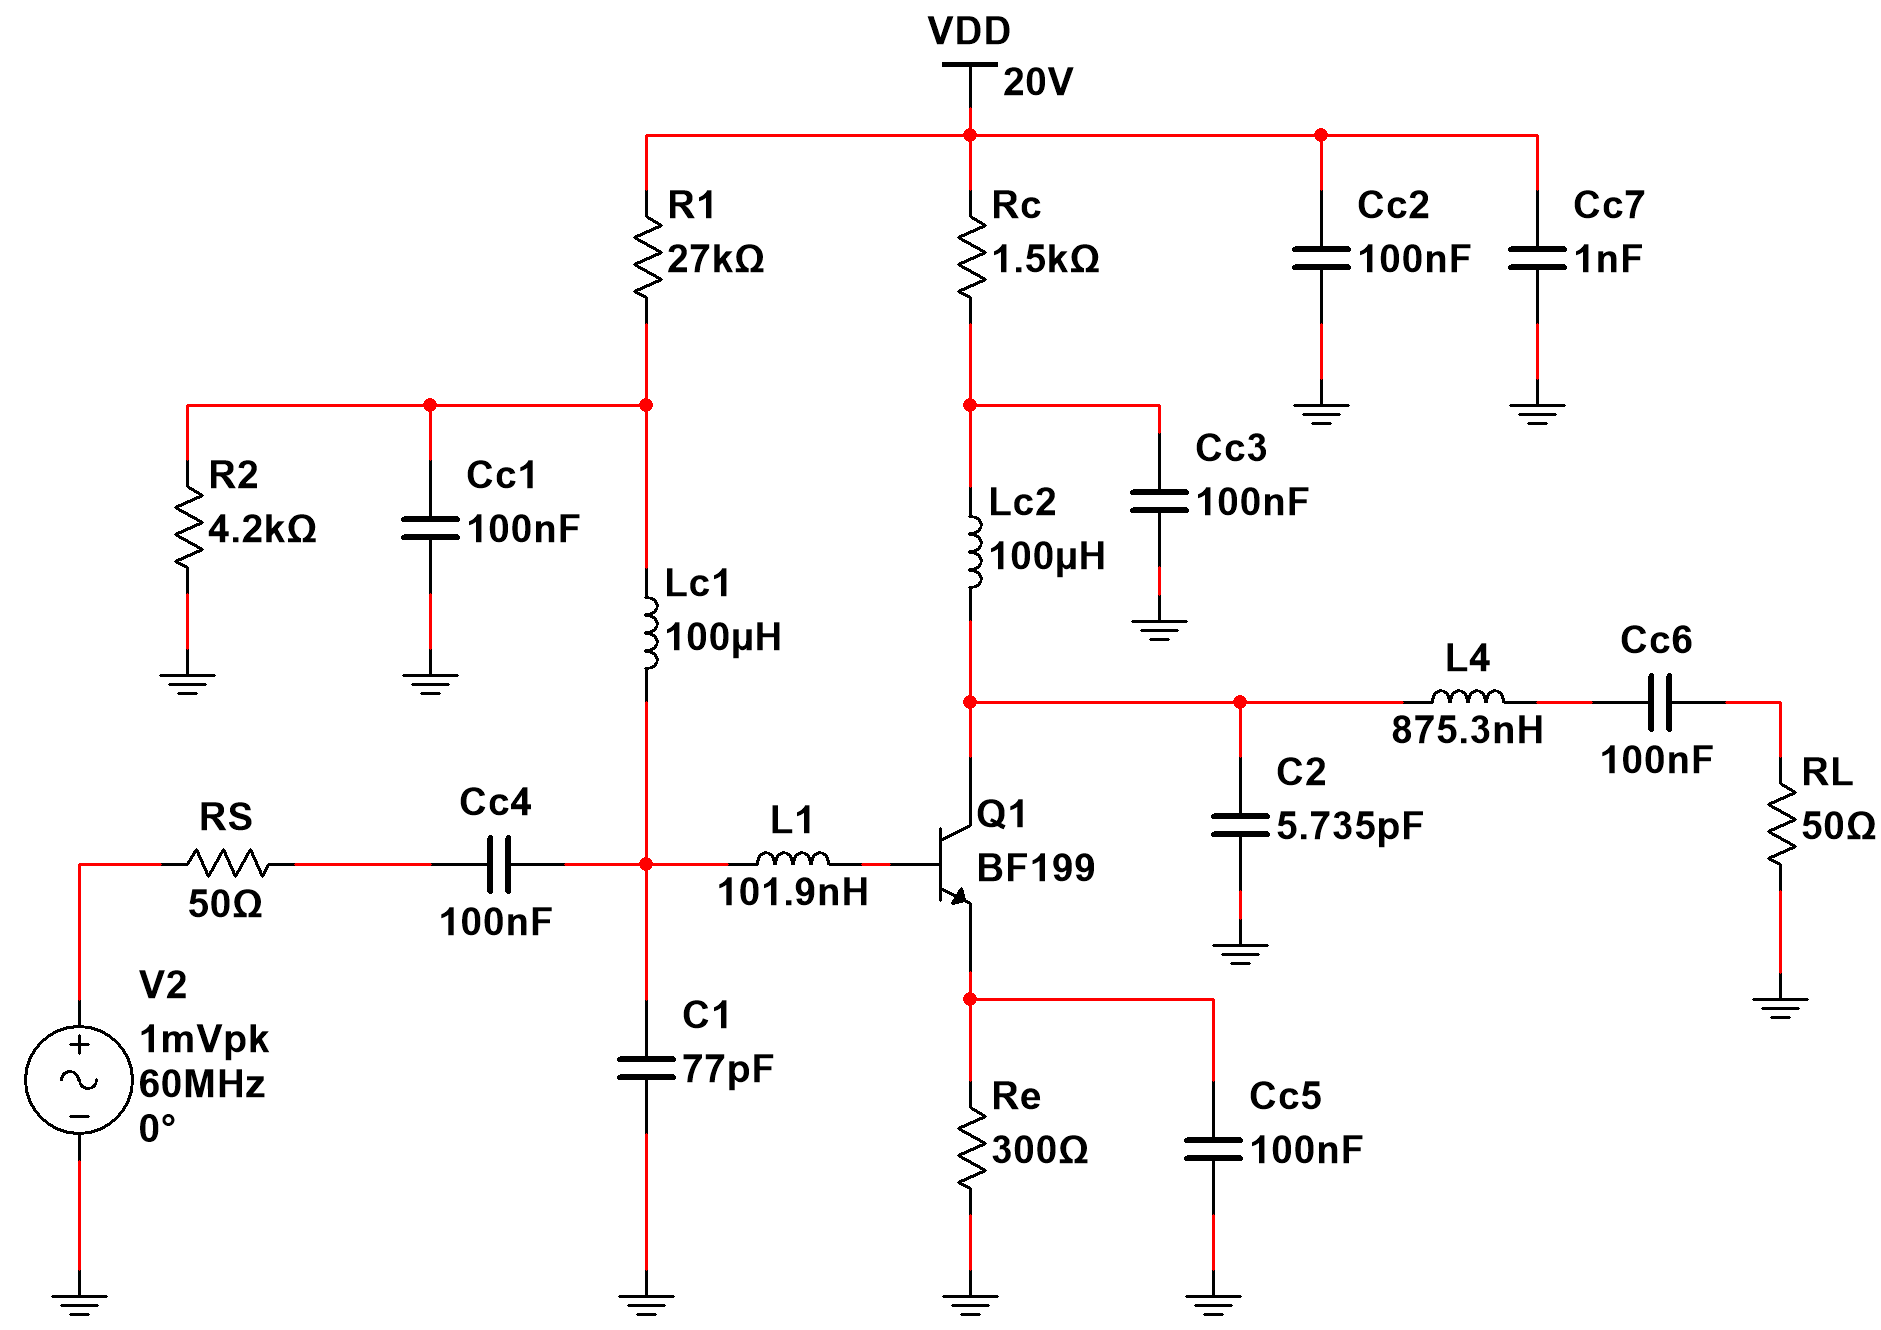 VDD
20V
R1
27kΩ
Rc
1.5kΩ
Cc2
100nF
Cc7
1nF
R2
4.2kΩ
Cc1
100nF
Cc3
100nF
Lc2
100µH
Lc1
100µH
L4
875.3nH
Cc6
100nF
RS
50Ω
Cc4
100nF
L1
101.9nH
Q1
BF199
C2
5.735pF
RL
50Ω
V2
1mVpk
60MHz
0°
C1
77pF
Re
300Ω
Cc5
100nF